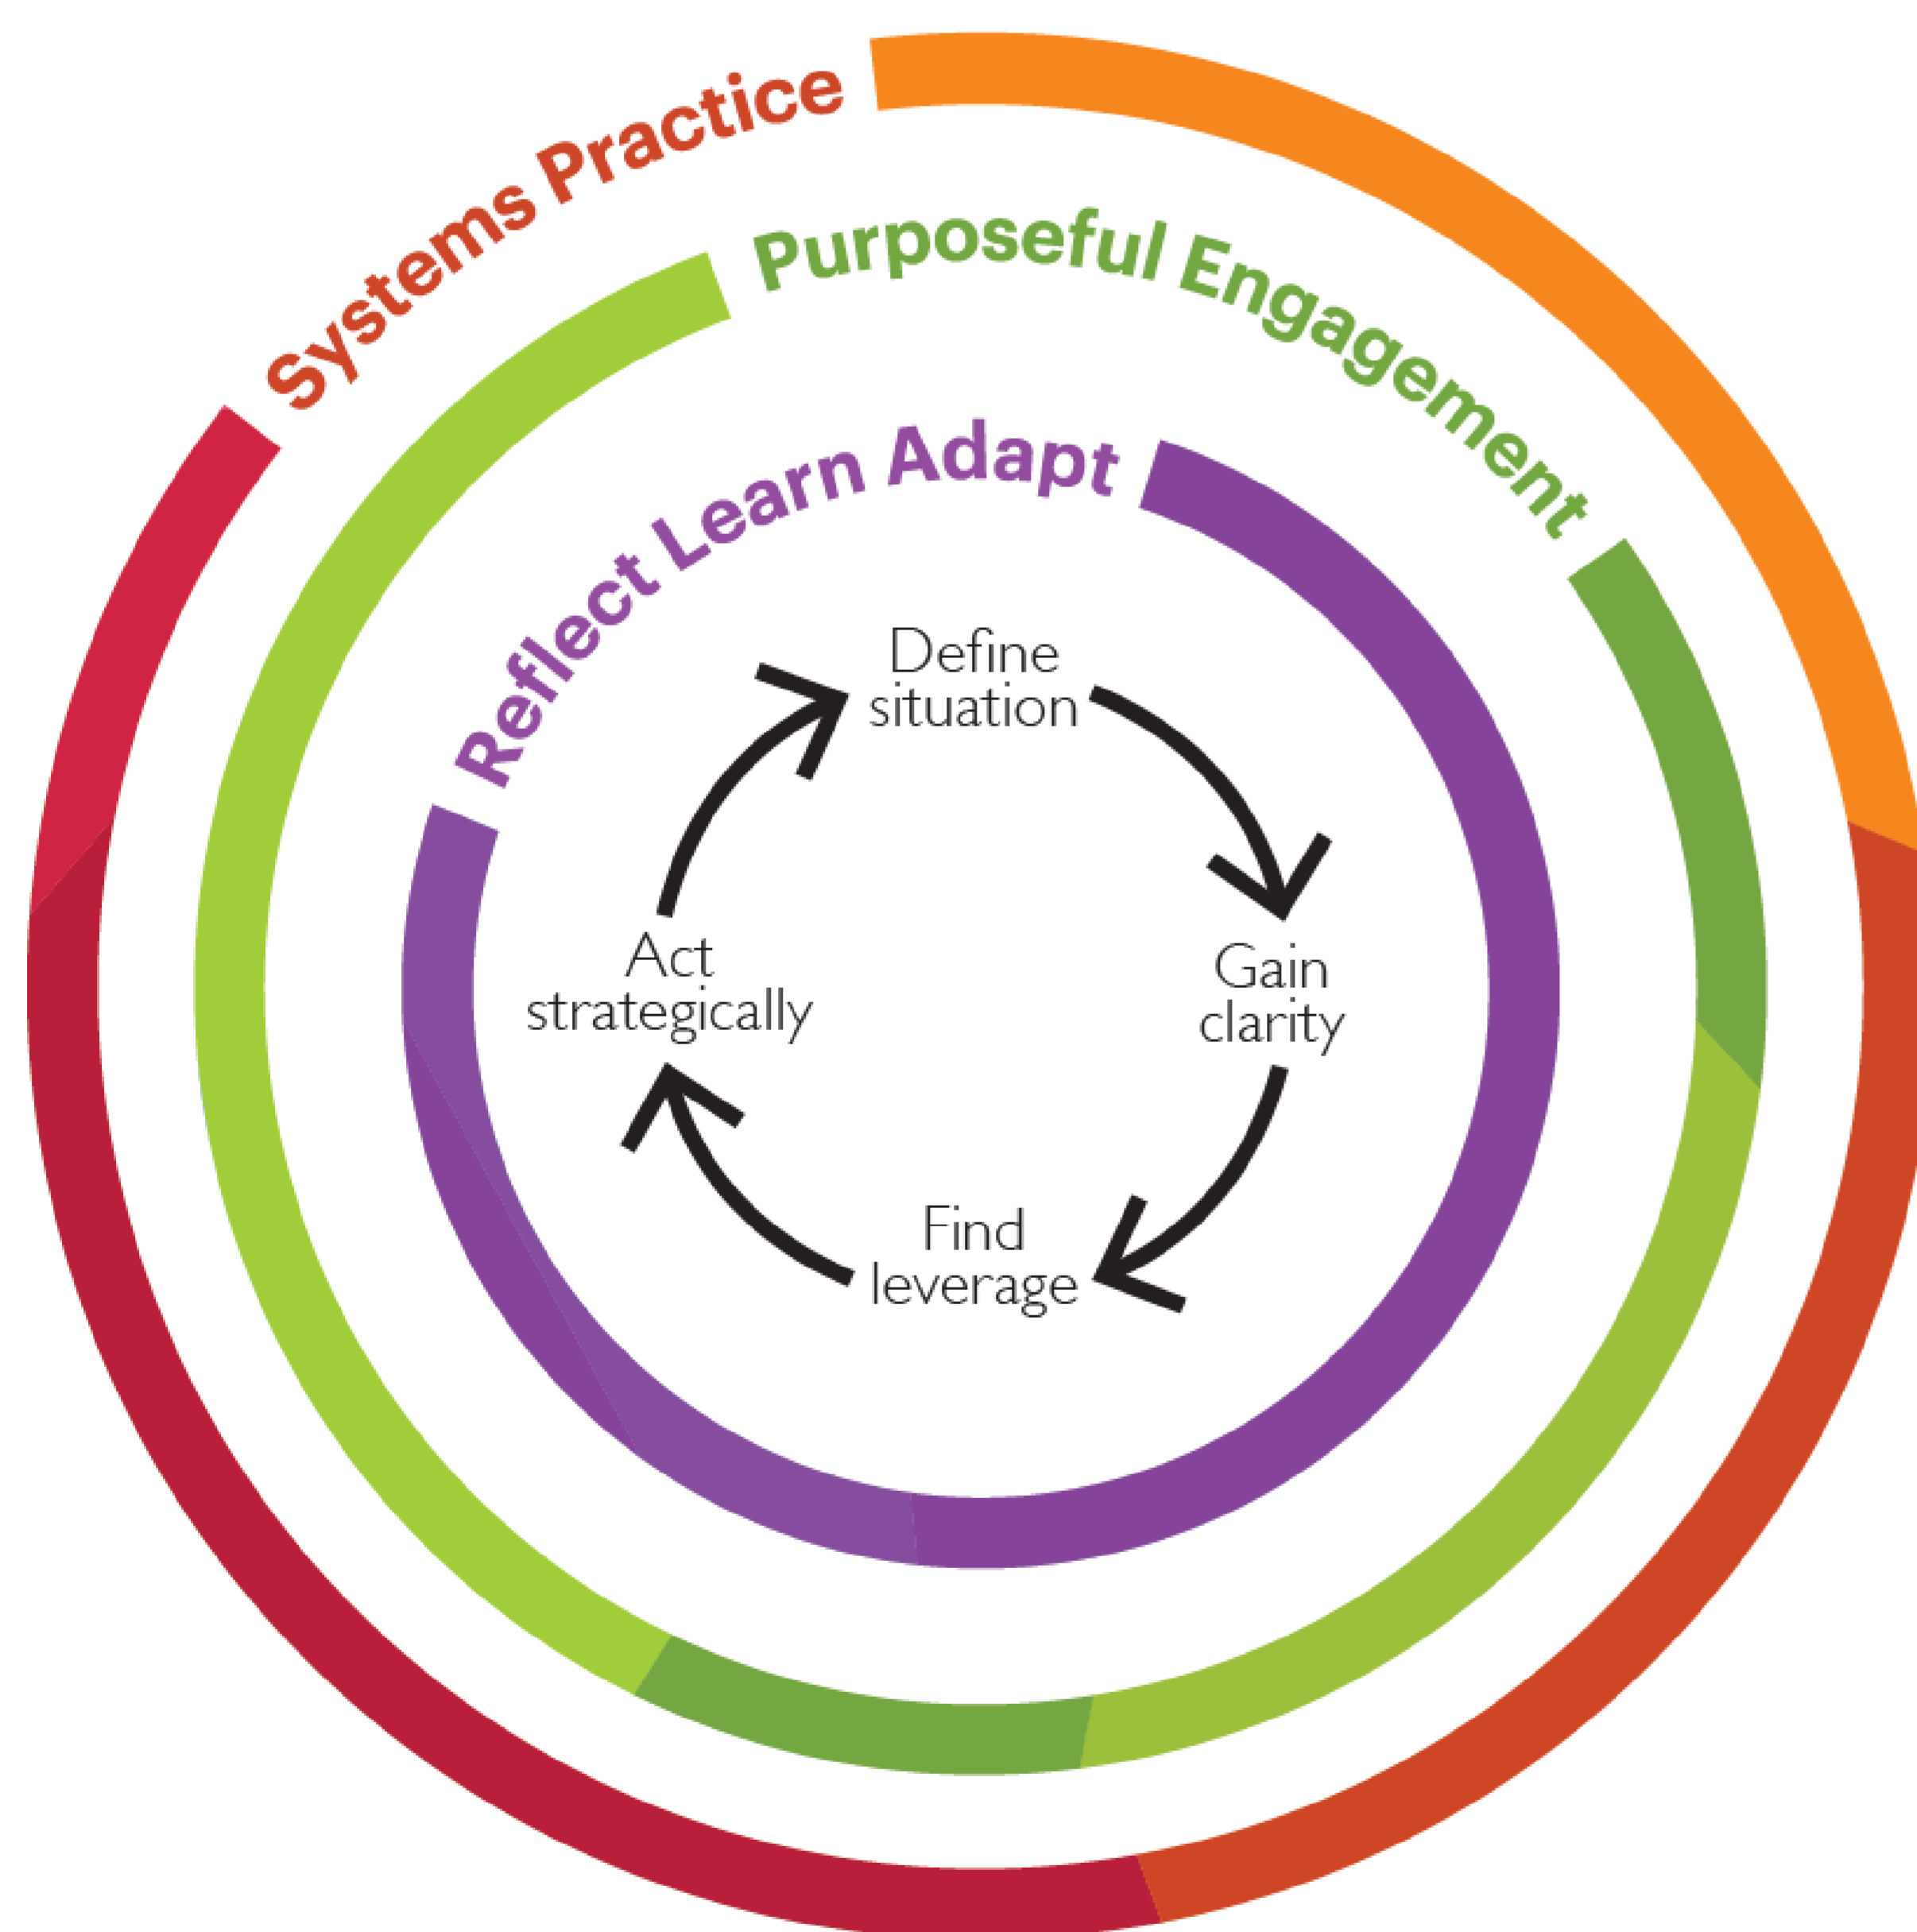 Systems Practice
Purposeful Engagement
Reflect Learn Adapt
Define
situation
Gain
clarity
Find
leverage
Act
strategically